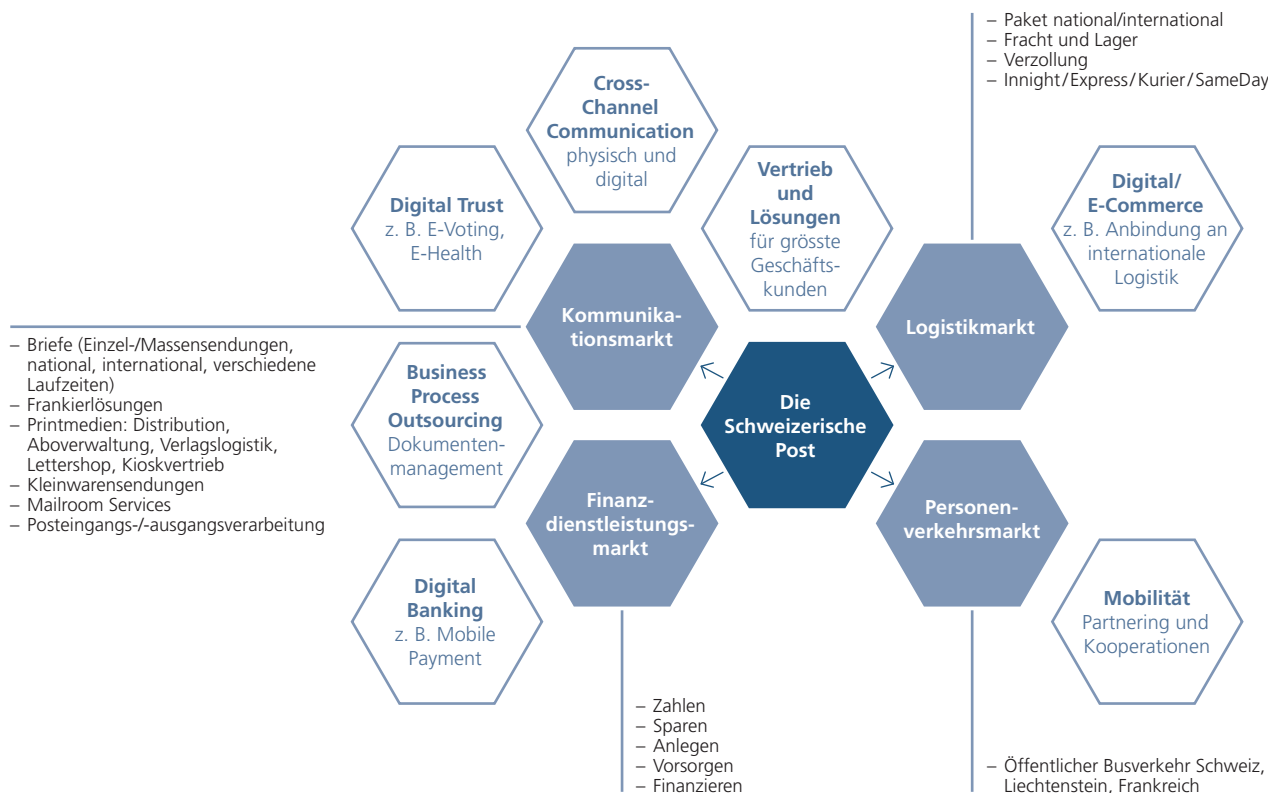 – Paket national/international
– Fracht und Lager
– Verzollung
– Innight/Express/Kurier/SameDay
Cross-
Channel
Communication
physisch und
digital
Digital Trust
z. B. E-Voting,
E-Health
Vertrieb
und
Lösungen
für grösste
Geschäfts-
kunden
Digital/
E-Commerce
z. B. Anbindung an
internationale
Logistik
Kommunika-
tionsmarkt
Logistikmarkt
– Briefe (Einzel-/Massensendungen,
national, international, verschiedene
Laufzeiten)
– Frankierlösungen
– Printmedien: Distribution,
Aboverwaltung, Verlagslogistik,
Lettershop, Kioskvertrieb
– Kleinwarensendungen
– Mailroom Services
– Posteingangs-/-ausgangsverarbeitung
Business
Process
Outsourcing
Dokumenten-
management
Die
Schweizerische
Post
Finanz-
dienstleistungs-
markt
Personen-
verkehrsmarkt
Digital
Banking
z. B. Mobile
Payment
Mobilität
Partnering und
Kooperationen
– Zahlen
– Sparen
– Anlegen
– Vorsorgen
– Finanzieren
– Öffentlicher Busverkehr Schweiz,
Liechtenstein, Frankreich